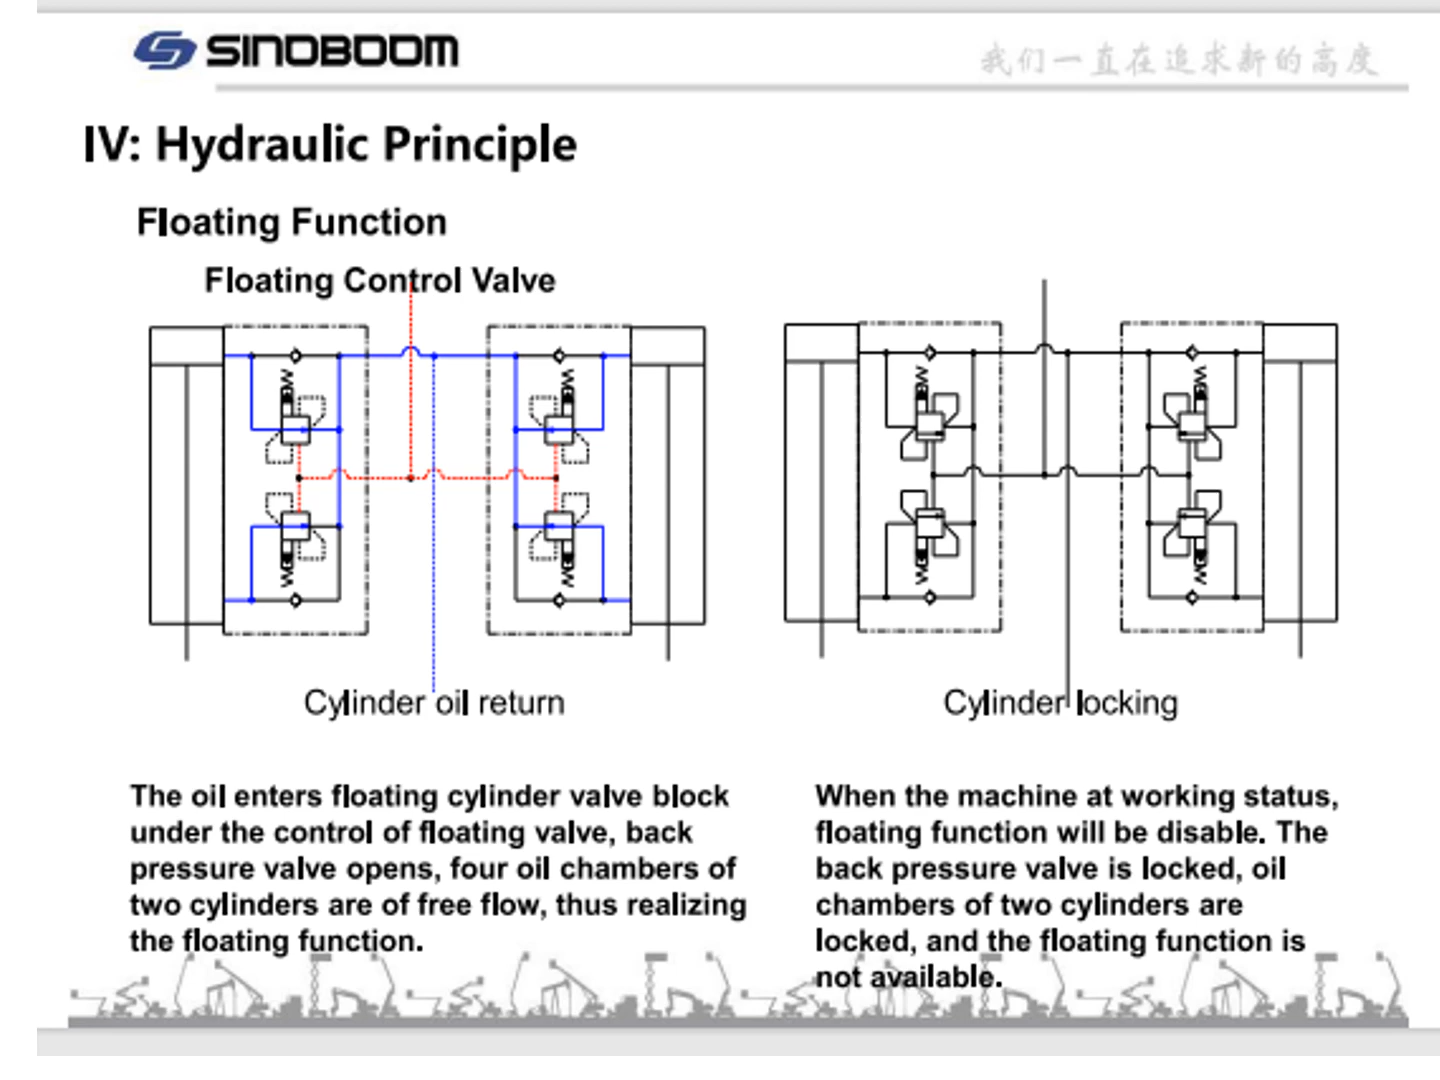 SINOBOOM
我们一直在追求新的高度
IV: Hydraulic Principle
Floating Function
Floating Control Valve
Cylinder oil return
Cylinder locking
The oil enters floating cylinder valve block
under the control of floating valve, back
pressure valve opens, four oil chambers of
two cylinders are of free flow, thus realizing
the floating function.
When the machine at working status,
floating function will be disable. The
back pressure valve is locked, oil
chambers of two cylinders are
locked, and the floating function is
not available.